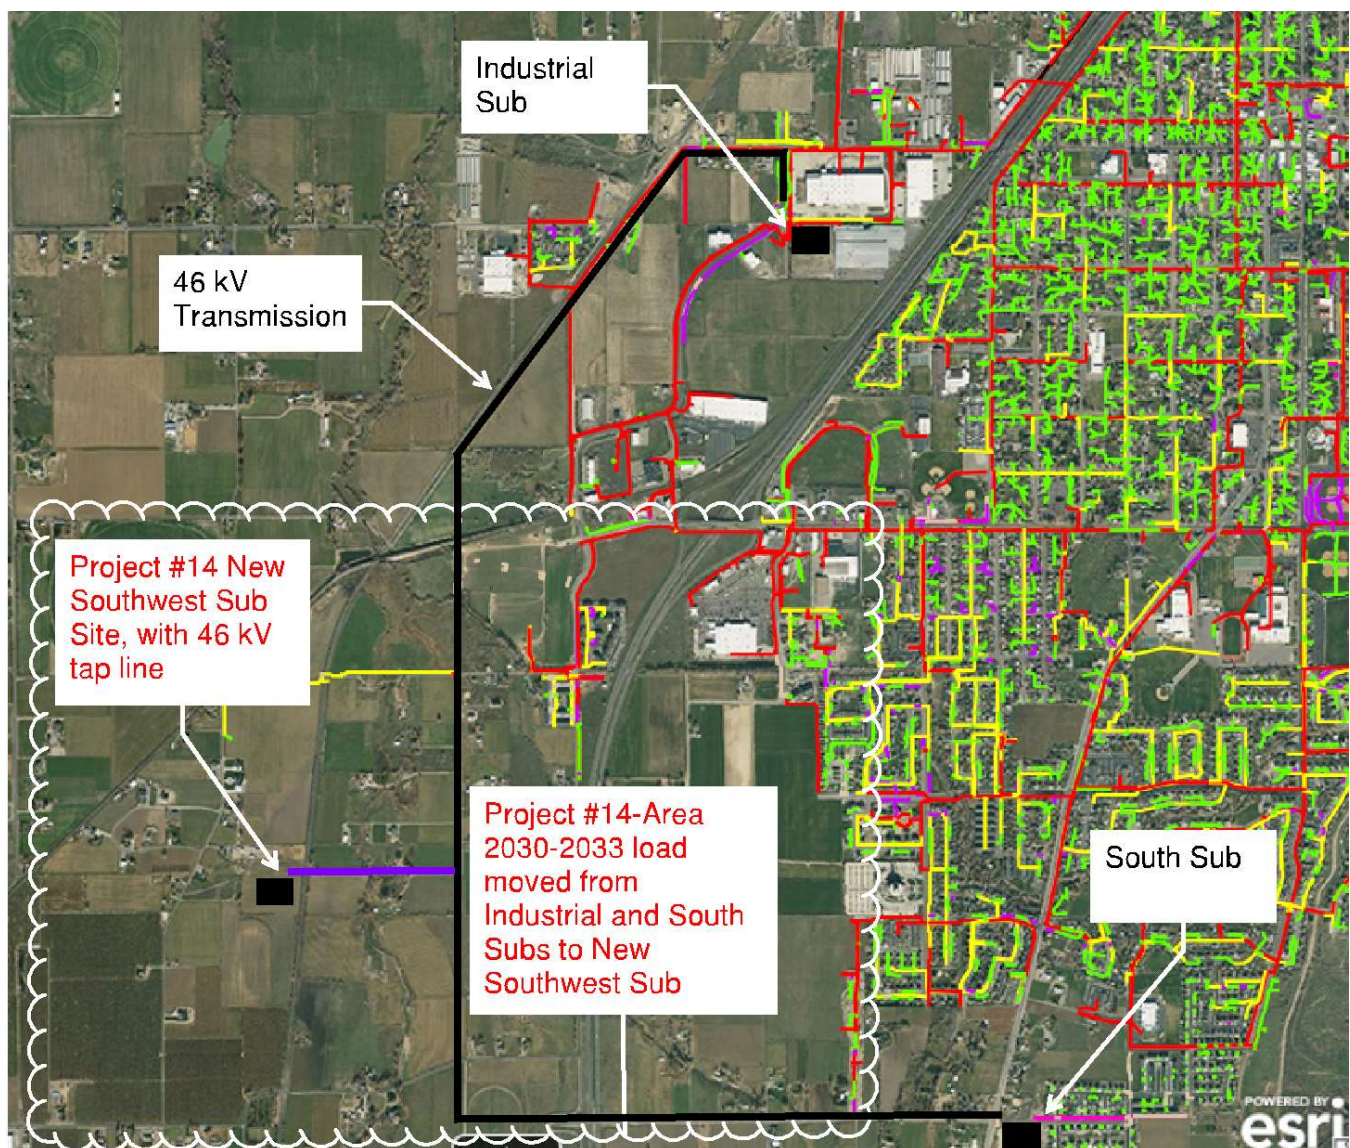 Industrial
Sub
46 kV
Transmission
Project #14 New
Southwest Sub
Site, with 46 kV
tap line
Project #14-Area
2030-2033 load
moved from
Industrial and South
Subs to New
Southwest Sub
South Sub
POWERED BY
esri